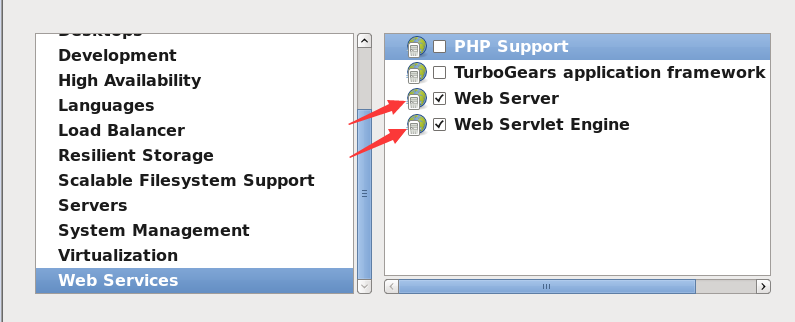 Desktops
Development
High Availability
Languages
Load Balancer
Resilient Storage
Scalable Filesystem Support
Servers
System Management
Virtualization
Web Services
PHP Support
TurboGears application framework
Web Server
Web Servlet Engine